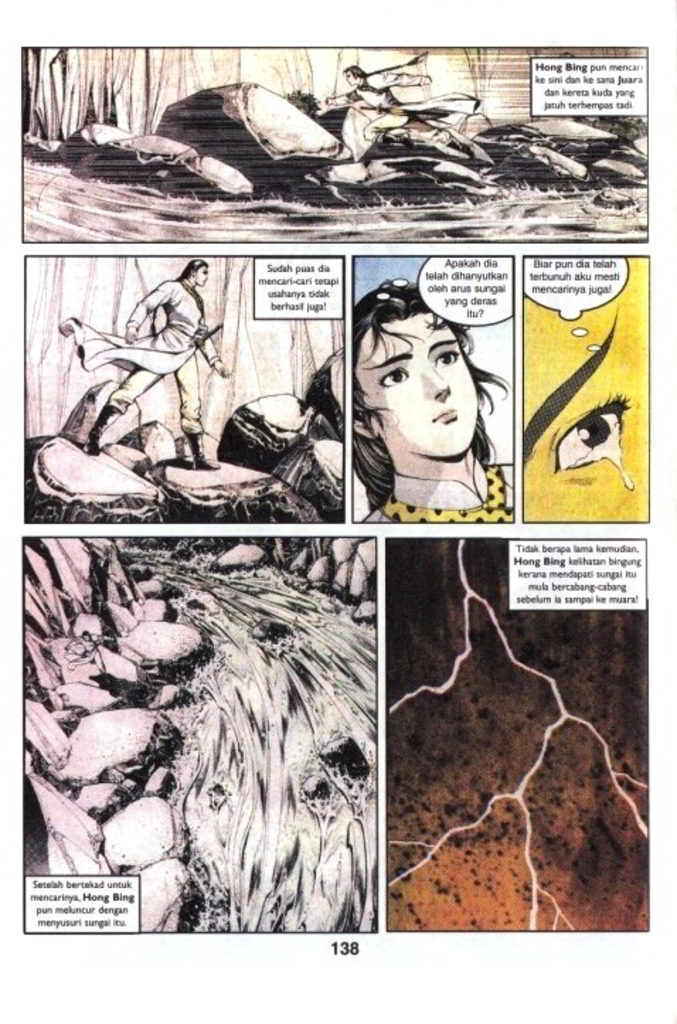 Hong Bing pun mencari
ke sini dan ke sana Juara
dan kereta kuda yang
jatuh terhempas tadi.
Sudah puas dia
mencari-cari tetapi
usahanya tidak
berhasil juga!
Apakah dia
telah dihanyutkan
oleh arus sungai
yang deras
itu?
Biar pun dia telah
terbunuh aku mesti
mencarinya juga!
Setelah bertekad untuk
mencarinya, Hong Bing
pun meluncur dengan
menyusuri sungai itu.
Tidak berapa lama kemudian,
Hong Bing kelihatan bingung
kerana mendapati sungai itu
mula bercabang-cabang
sebelum ia sampai ke muara!
138